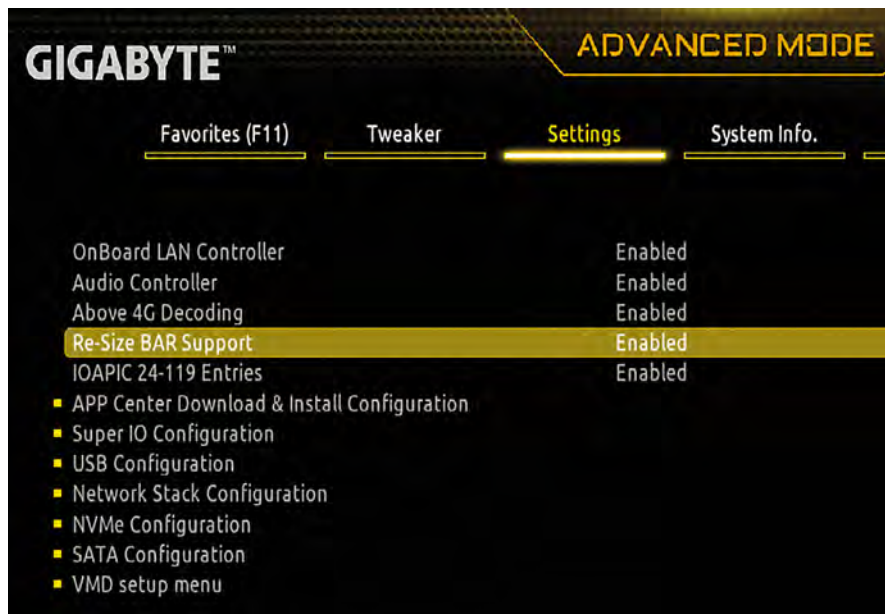 GIGABYTE™
ADVANCED MODE
Favorites (F11) Tweaker Settings System Info.
OnBoard LAN Controller Enabled
Audio Controller Enabled
Above 4G Decoding Enabled
Re-Size BAR Support Enabled
IOAPIC 24-119 Entries Enabled
APP Center Download & Install Configuration
Super IO Configuration
USB Configuration
Network Stack Configuration
NVMe Configuration
SATA Configuration
VMD setup menu